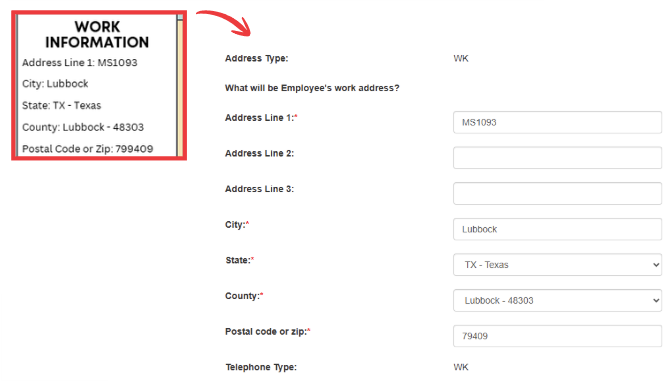 WORK
INFORMATION
Address Line 1: MS1093
City: Lubbock
State: TX - Texas
County: Lubbock - 48303
Postal Code or Zip: 799409
Address Type: WK
What will be Employee's work address?
Address Line 1:* MS1093
Address Line 2:
Address Line 3:
City:* Lubbock
State:* TX - Texas
County:* Lubbock - 48303
Postal code or zip:* 79409
Telephone Type: WK